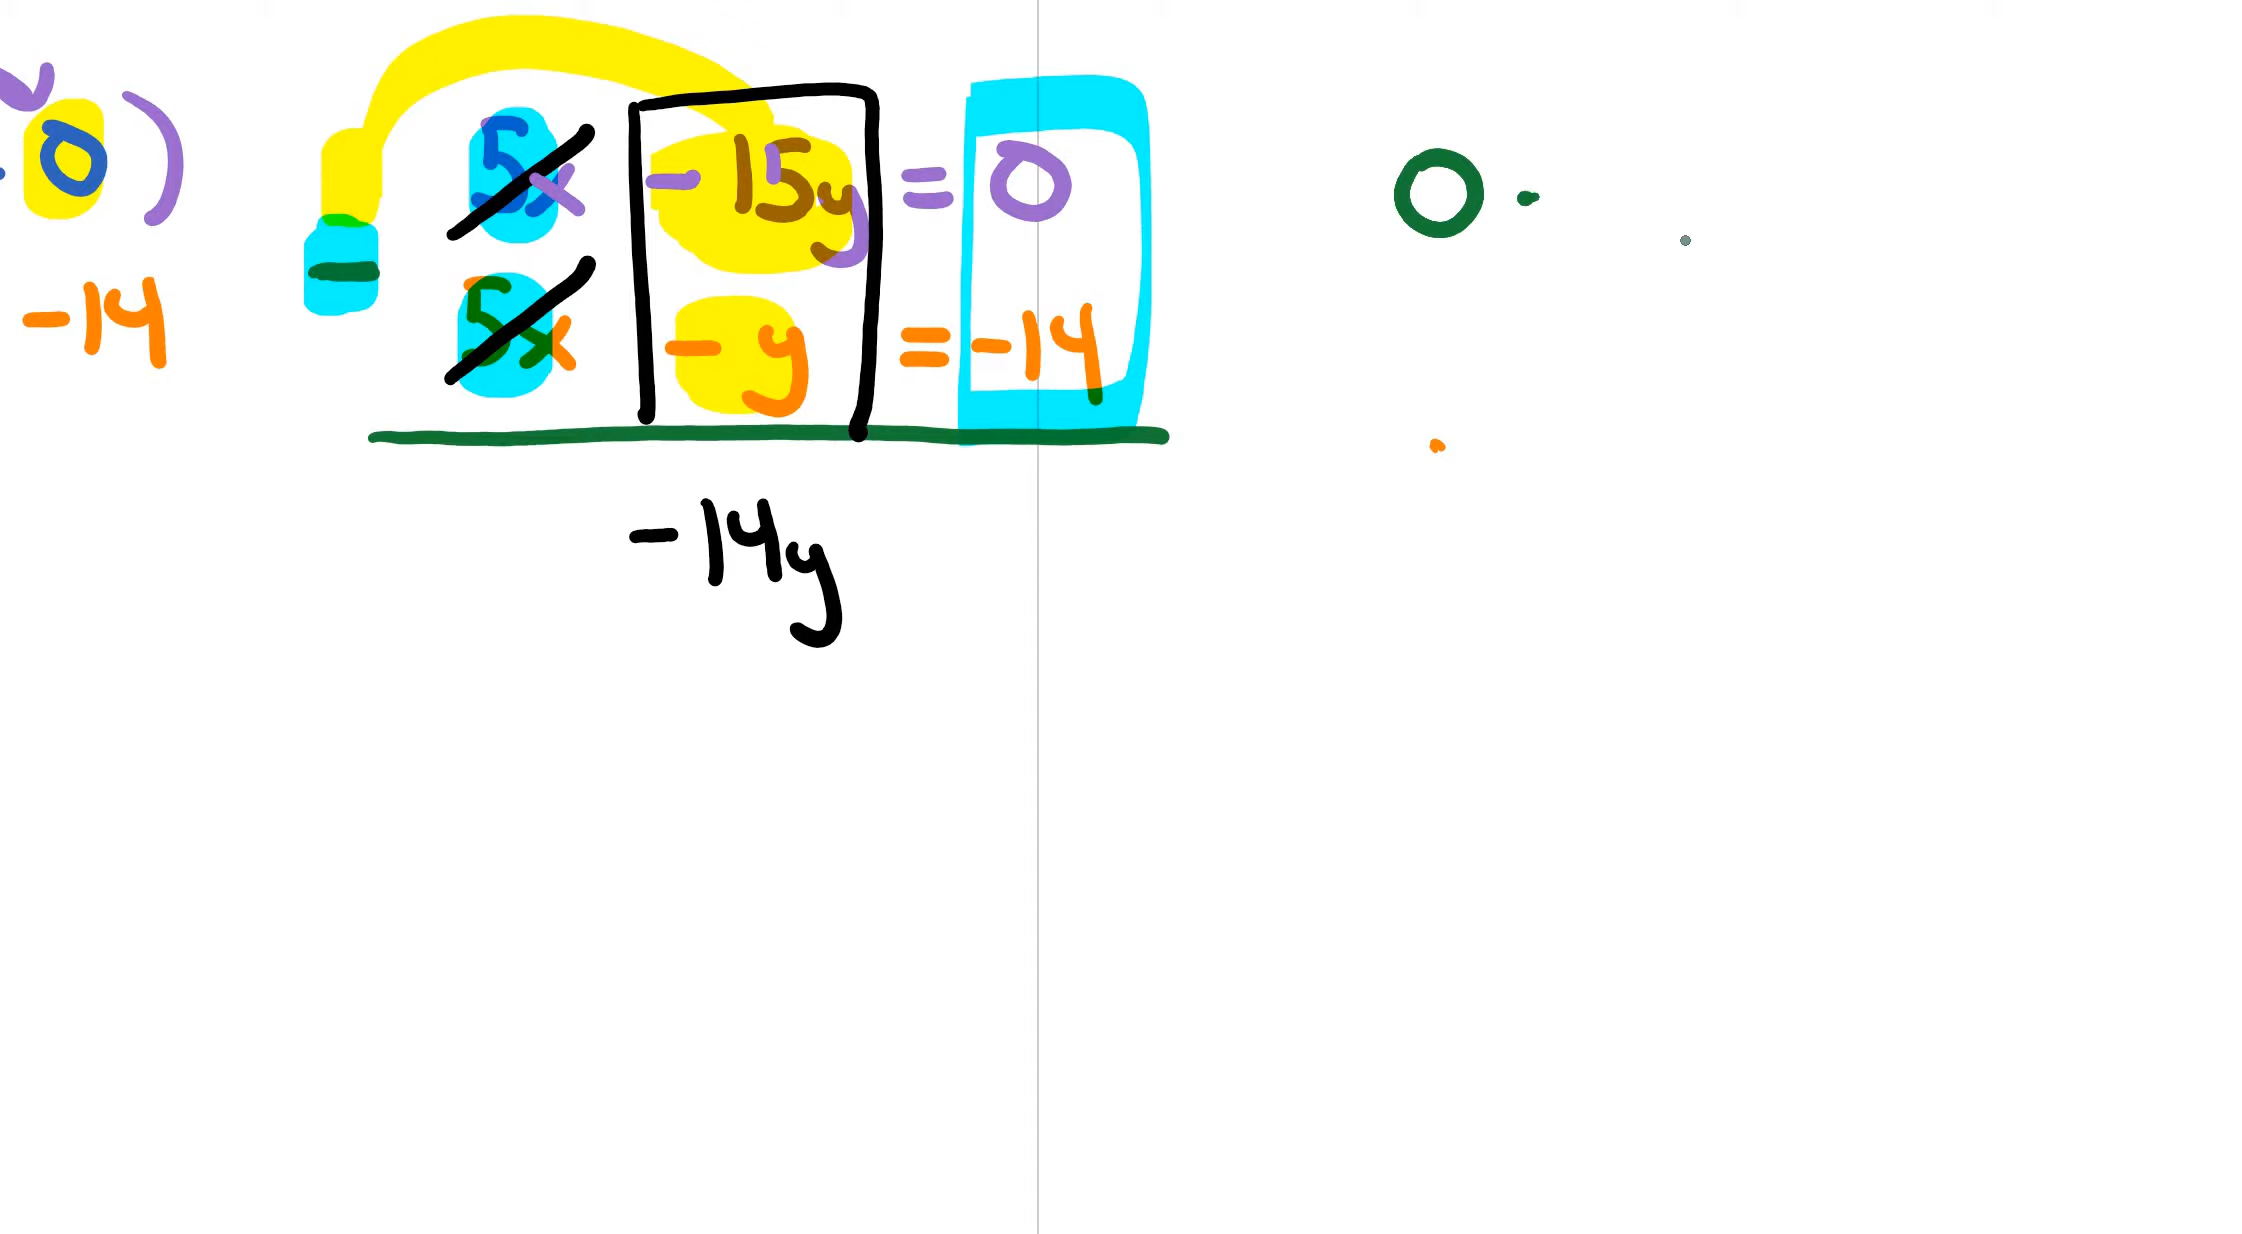 0)
5x - 15y = 0
0 -
-14
- 5x - y = -14
-14y